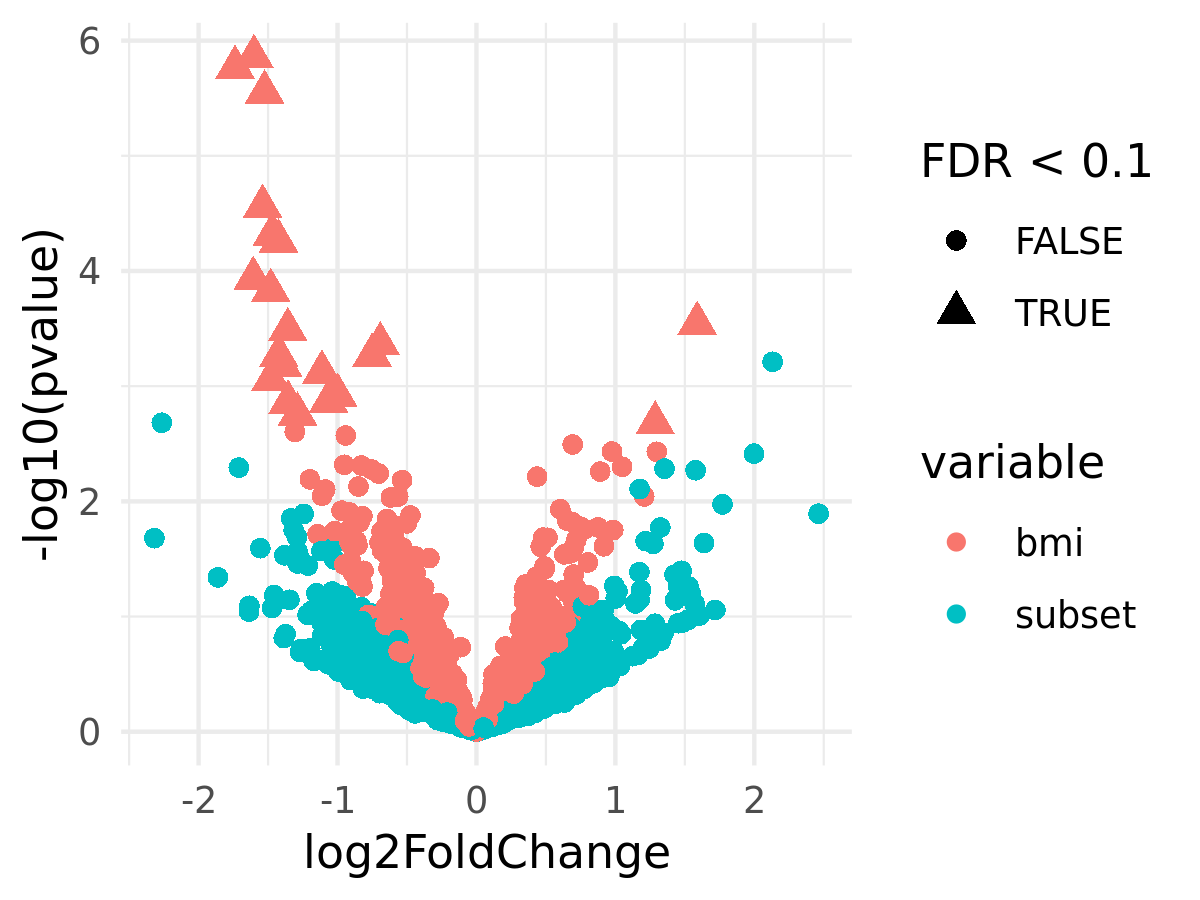 6
4
2
0
-log10(pvalue)
-2 -1 0 1 2
log2FoldChange
FDR < 0.1
FALSE
TRUE
variable
bmi
subset